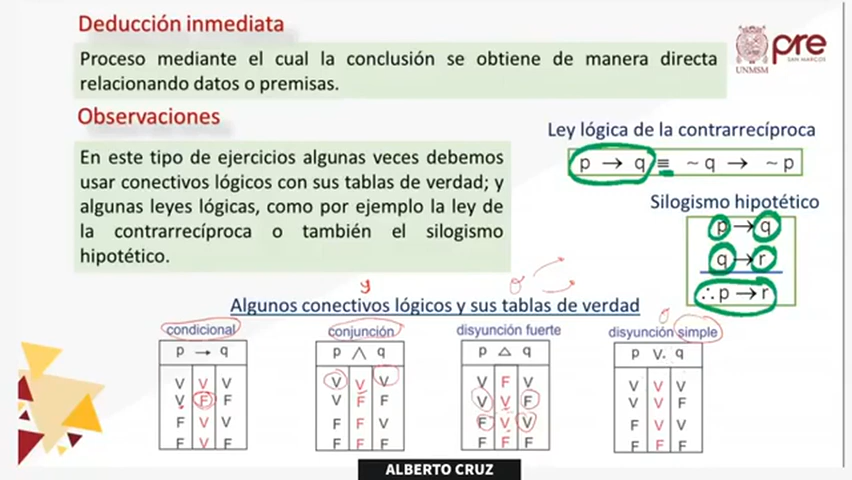 Deducción inmediata
Proceso mediante el cual la conclusión se obtiene de manera directa
relacionando datos o premisas.
UNMSM
pre
SAN MARCOS
Observaciones
En este tipo de ejercicios algunas veces debemos
usar conectivos lógicos con sus tablas de verdad; y
algunas leyes lógicas, como por ejemplo la ley de
la contrarrecíproca o también el silogismo
hipotético.
Ley lógica de la contrarrecíproca
p → q ≡ ~ q → ~ p
Silogismo hipotético
p → q
q → r
∴ p → r
y
o
o
Algunos conectivos lógicos y sus tablas de verdad
condicional
p → q
V V V
V F F
F V V
F V F
conjunción
p ∧ q
V V V
V F F
F F V
F F F
disyunción fuerte
p △ q
V F V
V V F
F V V
F F F
disyunción simple
p ∨ q
V V V
V V F
F V V
F F F
ALBERTO CRUZ